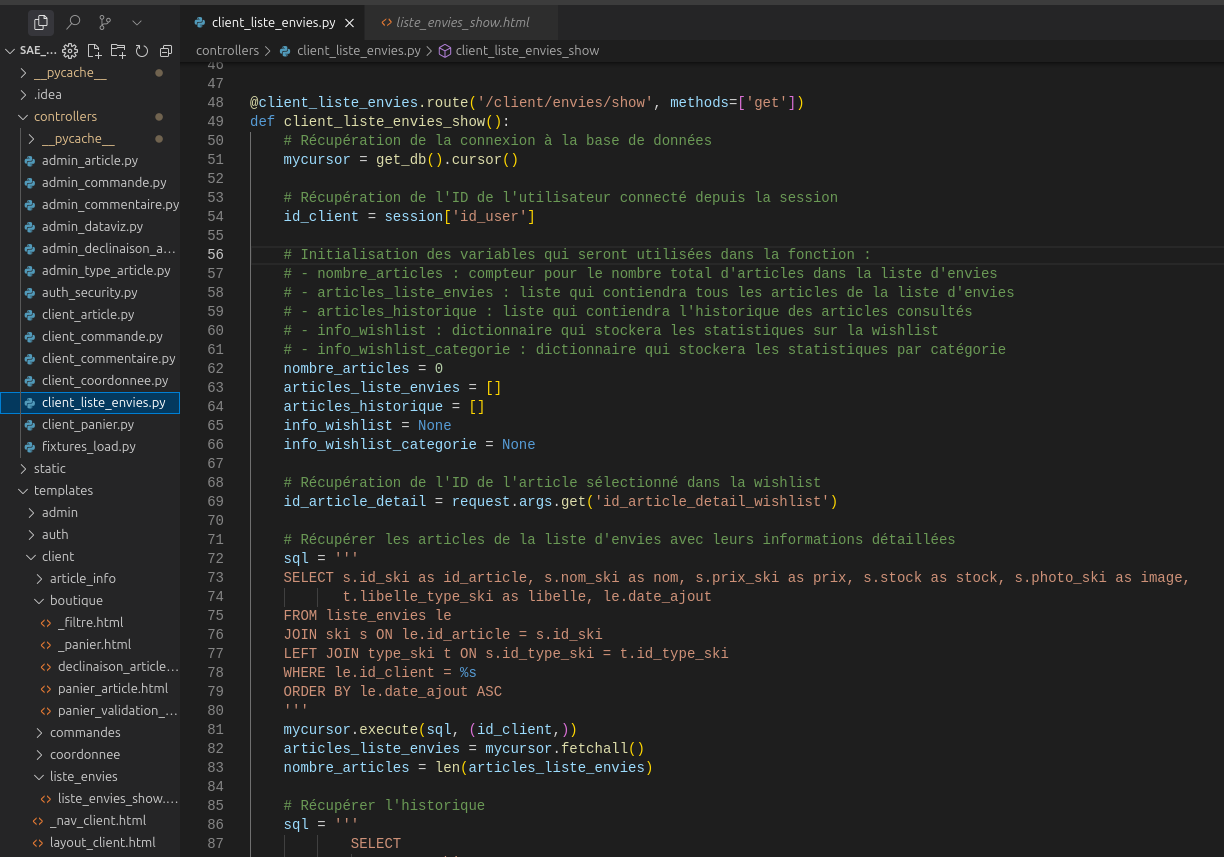 client_liste_envies.py
liste_envies_show.html
SAE_...
controllers > client_liste_envies.py > client_liste_envies_show
__pycache__
.idea
controllers
__pycache__
admin_article.py
admin_commande.py
admin_commentaire.py
admin_dataviz.py
admin_declinaison_a...
admin_type_article.py
auth_security.py
client_article.py
client_commande.py
client_commentaire.py
client_coordonnee.py
client_liste_envies.py
client_panier.py
fixtures_load.py
static
templates
admin
auth
client
article_info
boutique
_filtre.html
_panier.html
declinaison_article...
panier_article.html
panier_validation_...
commandes
coordonnee
liste_envies
liste_envies_show....
_nav_client.html
layout_client.html
46
47
48 @client_liste_envies.route('/client/envies/show', methods=['get'])
49 def client_liste_envies_show():
50     # Récupération de la connexion à la base de données
51     mycursor = get_db().cursor()
52
53     # Récupération de l'ID de l'utilisateur connecté depuis la session
54     id_client = session['id_user']
55
56     # Initialisation des variables qui seront utilisées dans la fonction :
57     # - nombre_articles : compteur pour le nombre total d'articles dans la liste d'envies
58     # - articles_liste_envies : liste qui contiendra tous les articles de la liste d'envies
59     # - articles_historique : liste qui contiendra l'historique des articles consultés
60     # - info_wishlist : dictionnaire qui stockera les statistiques sur la wishlist
61     # - info_wishlist_categorie : dictionnaire qui stockera les statistiques par catégorie
62     nombre_articles = 0
63     articles_liste_envies = []
64     articles_historique = []
65     info_wishlist = None
66     info_wishlist_categorie = None
67
68     # Récupération de l'ID de l'article sélectionné dans la wishlist
69     id_article_detail = request.args.get('id_article_detail_wishlist')
70
71     # Récupérer les articles de la liste d'envies avec leurs informations détaillées
72     sql = '''
73     SELECT s.id_ski as id_article, s.nom_ski as nom, s.prix_ski as prix, s.stock as stock, s.photo_ski as image,
74            t.libelle_type_ski as libelle, le.date_ajout
75     FROM liste_envies le
76     JOIN ski s ON le.id_article = s.id_ski
77     LEFT JOIN type_ski t ON s.id_type_ski = t.id_type_ski
78     WHERE le.id_client = %s
79     ORDER BY le.date_ajout ASC
80     '''
81     mycursor.execute(sql, (id_client,))
82     articles_liste_envies = mycursor.fetchall()
83     nombre_articles = len(articles_liste_envies)
84
85     # Récupérer l'historique
86     sql = '''
87             SELECT